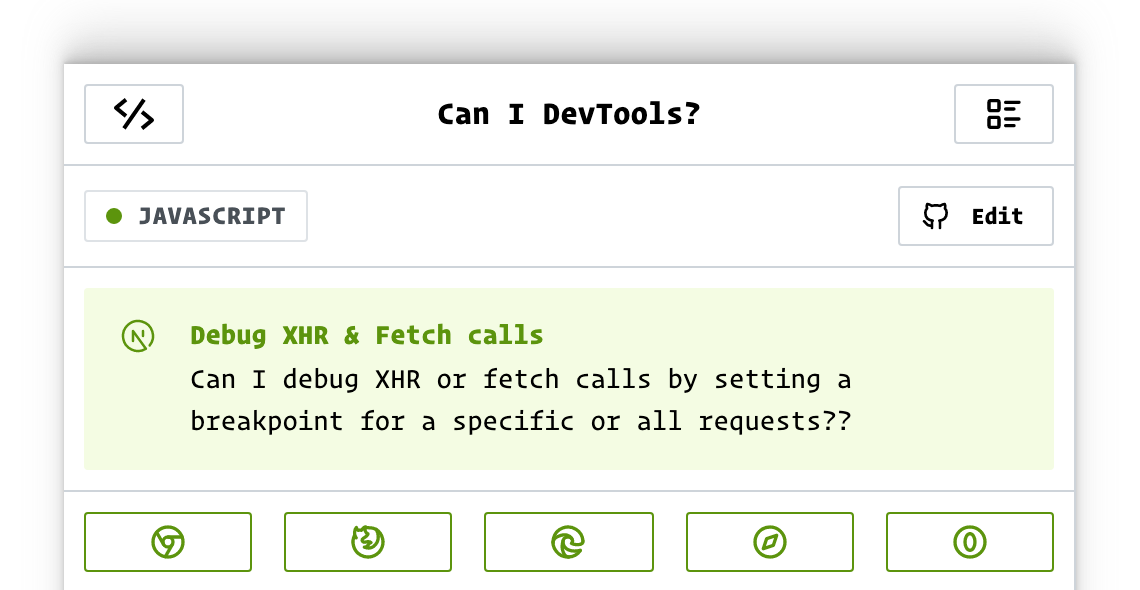 Can I DevTools?
JAVASCRIPT
Edit
Debug XHR & Fetch calls
Can I debug XHR or fetch calls by setting a
breakpoint for a specific or all requests??